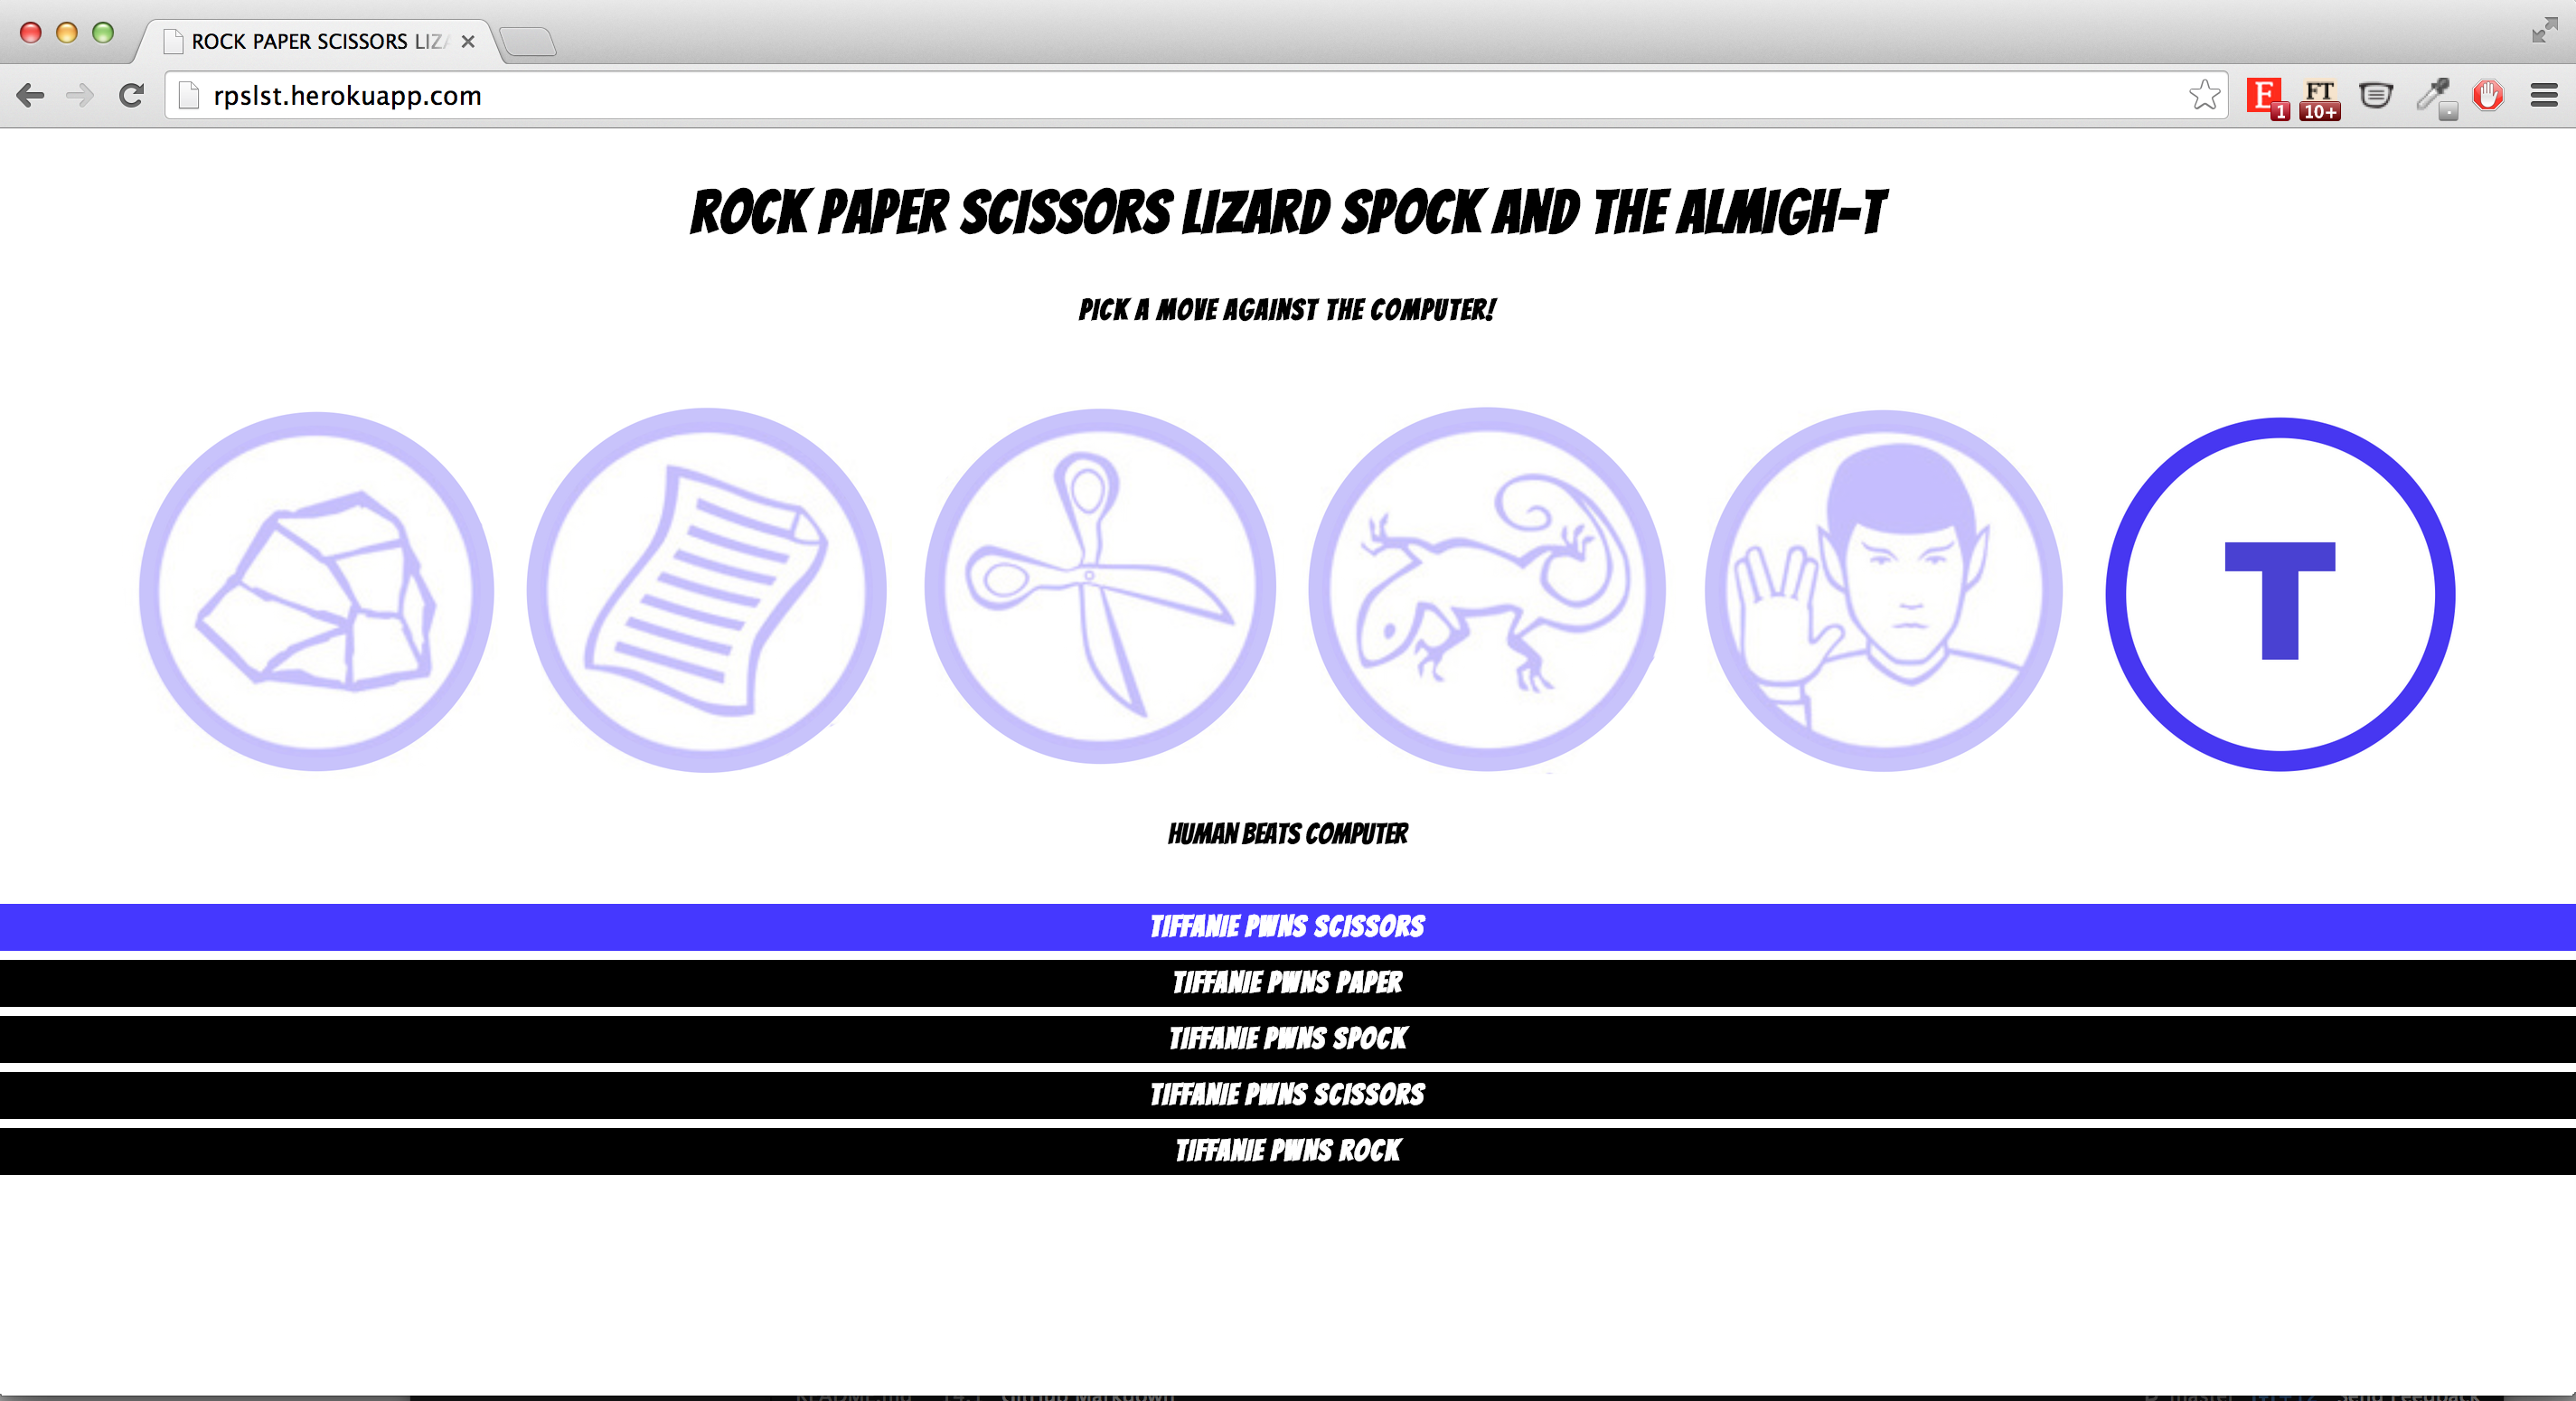 ROCK PAPER SCISSORS LIZ
rpslst.herokuapp.com
E
1
FT
10+
ROCK PAPER SCISSORS LIZARD SPOCK AND THE ALMIGH-T
PICK A MOVE AGAINST THE COMPUTER!
T
HUMAN BEATS COMPUTER
TIFFANIE PWNS SCISSORS
TIFFANIE PWNS PAPER
TIFFANIE PWNS SPOCK
TIFFANIE PWNS SCISSORS
TIFFANIE PWNS ROCK